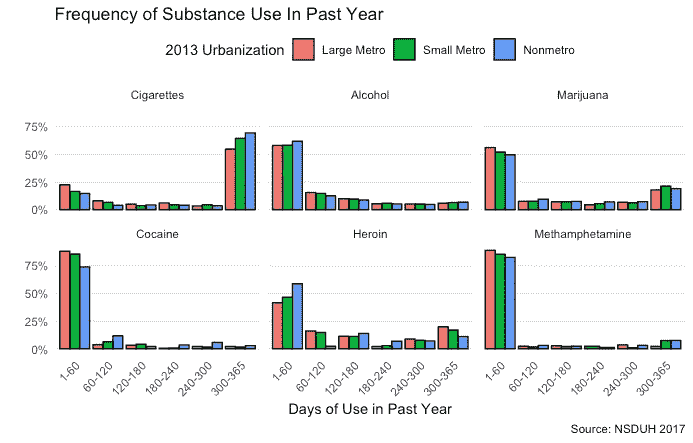 Frequency of Substance Use In Past Year
2013 Urbanization Large Metro Small Metro Nonmetro
Cigarettes Alcohol Marijuana
75%
50%
25%
0%
Cocaine Heroin Methamphetamine
75%
50%
25%
0%
1-60 60-120 120-180 180-240 240-300 300-365 1-60 60-120 120-180 180-240 240-300 300-365 1-60 60-120 120-180 180-240 240-300 300-365
Days of Use in Past Year
Source: NSDUH 2017